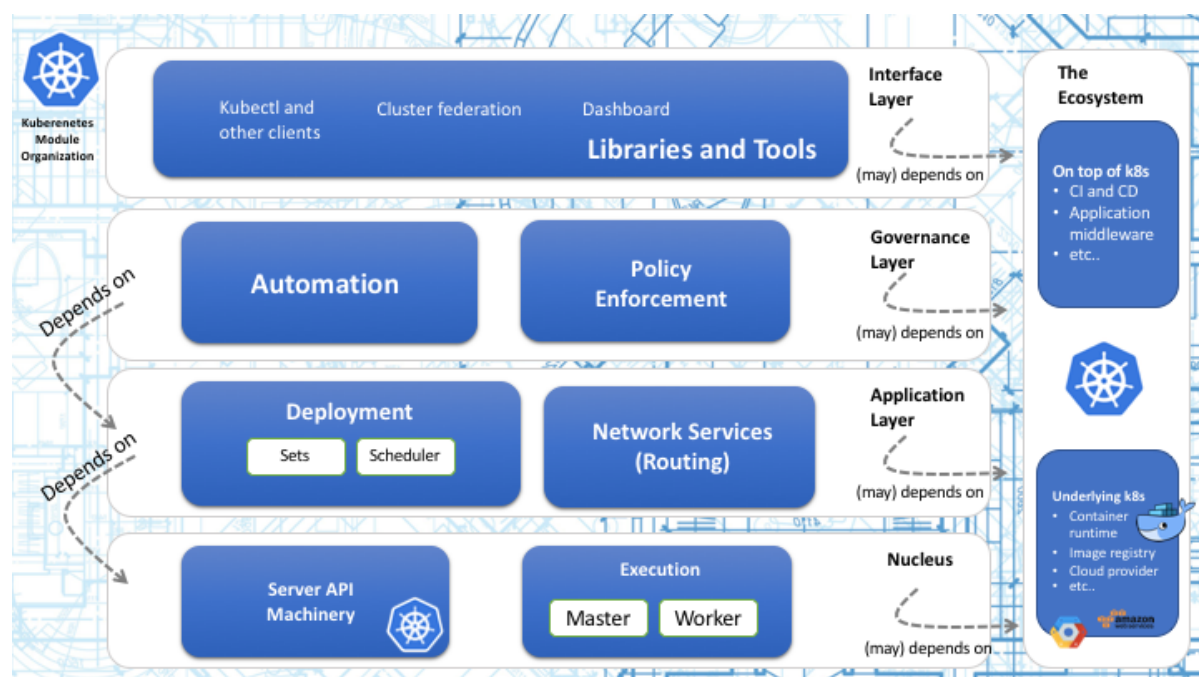 Kuberenetes
Module
Organization
Kubectl and
other clients
Cluster federation
Dashboard
Libraries and Tools
Interface
Layer
(may) depends on
Automation
Policy
Enforcement
Governance
Layer
(may) depends on
Depends on
Deployment
Sets
Scheduler
Network Services
(Routing)
Application
Layer
(may) depends on
Depends on
Server API
Machinery
Execution
Master
Worker
Nucleus
(may) depends on
The
Ecosystem
On top of k8s
• CI and CD
• Application
middleware
• etc..
Underlying k8s
• Container
runtime
• Image registry
• Cloud provider
• etc..
amazon
web services